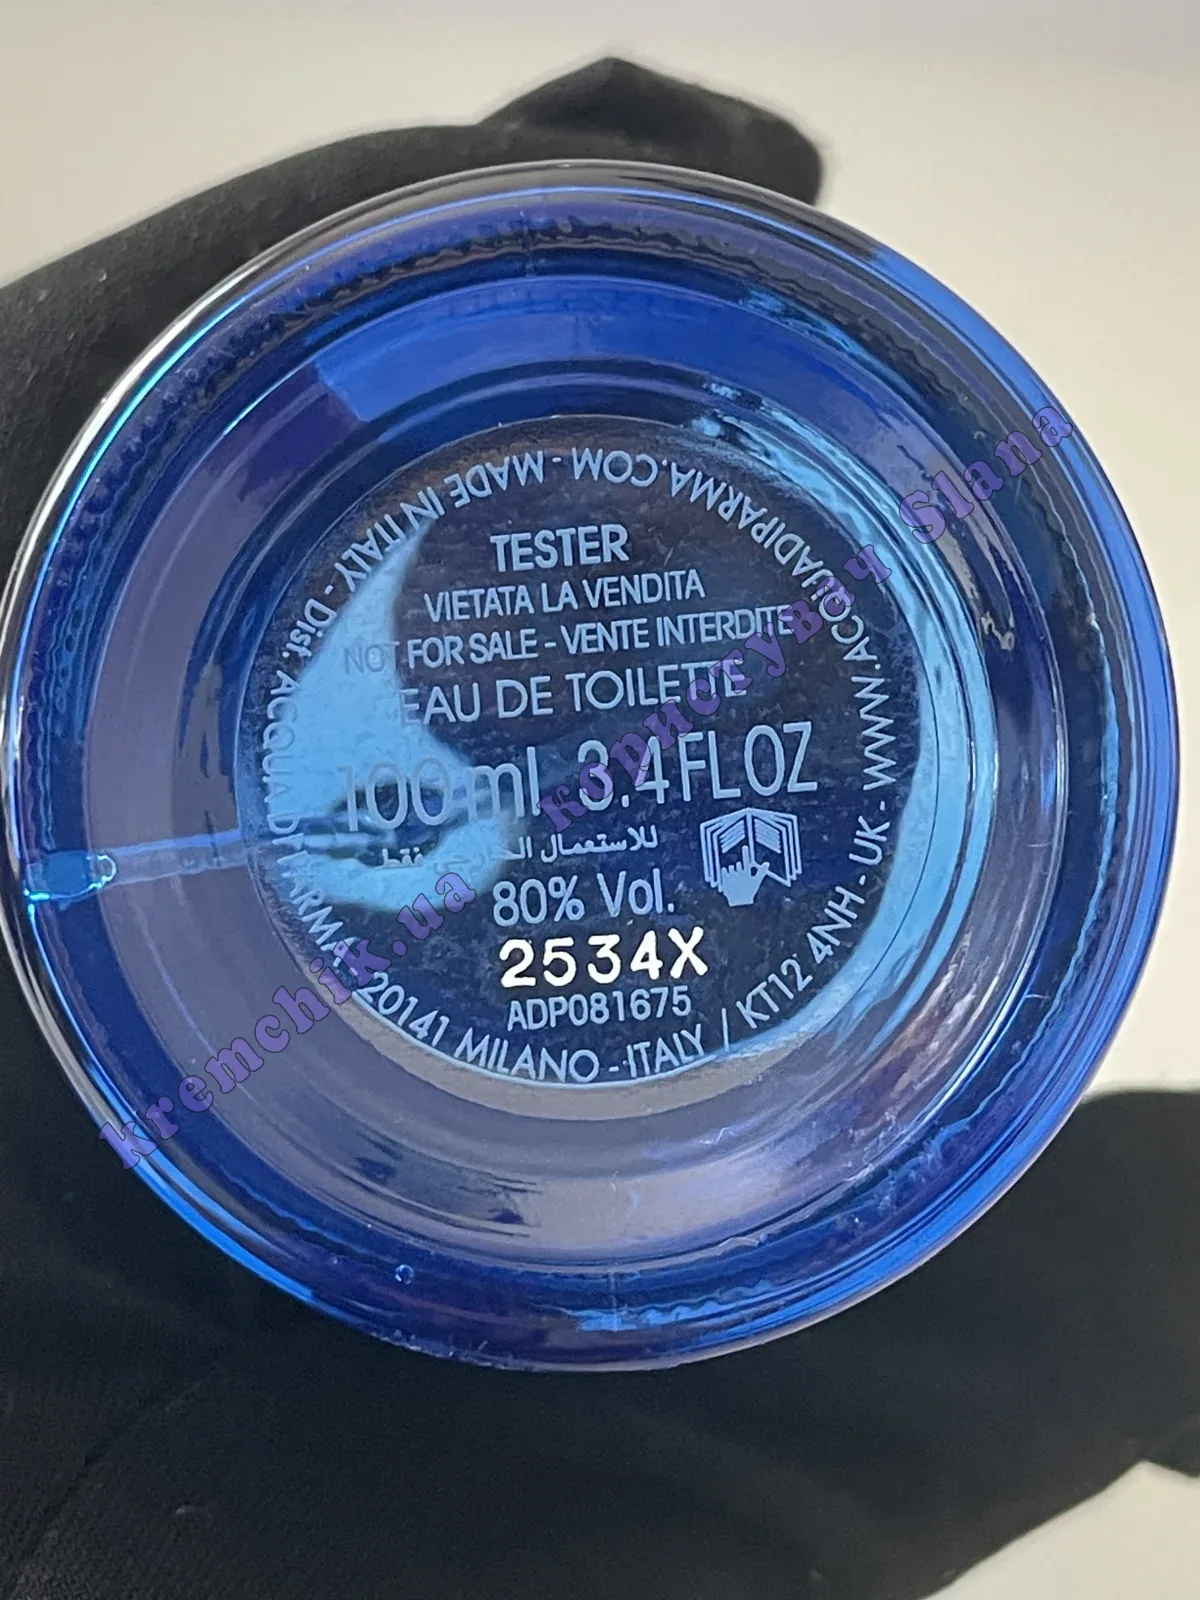 TESTER
VIETATA LA VENDITA
NOT FOR SALE - VENTE INTERDITE
EAU DE TOILETTE
100 ml 3.4 FL OZ
للاستعمال فقط
80% Vol.
2534X
ADP081675
Dist. ACQUA DI PARMA - 20141 MILANO - ITALY / KT12 4NH - UK - WWW.ACQUADIPARMA.COM - MADE IN ITALY -
kremchik.ua користувач Slana